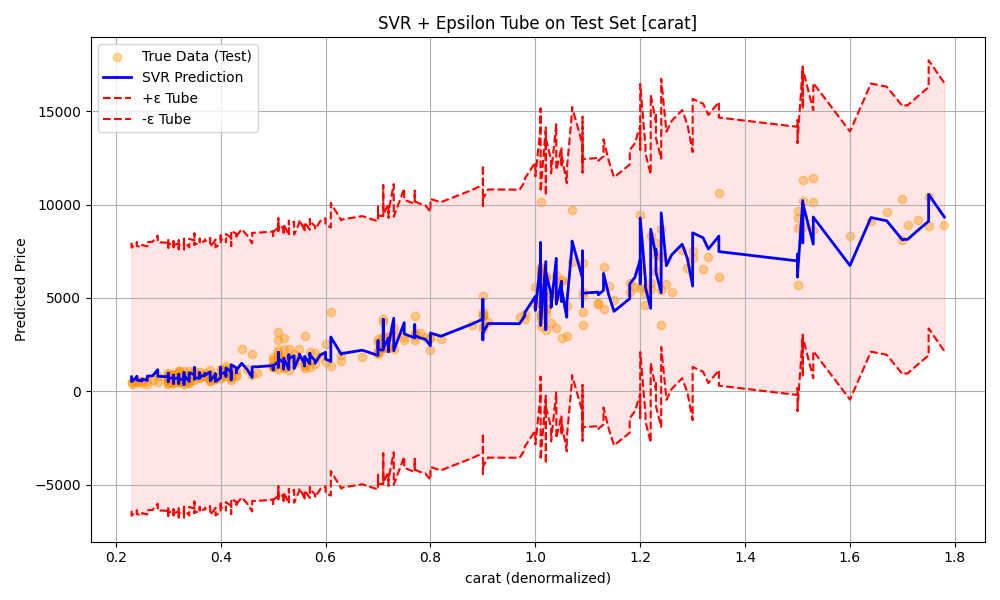 SVR + Epsilon Tube on Test Set [carat]
True Data (Test)
SVR Prediction
+ε Tube
-ε Tube
Predicted Price
15000
10000
5000
0
−5000
0.2
0.4
0.6
0.8
1.0
1.2
1.4
1.6
1.8
carat (denormalized)